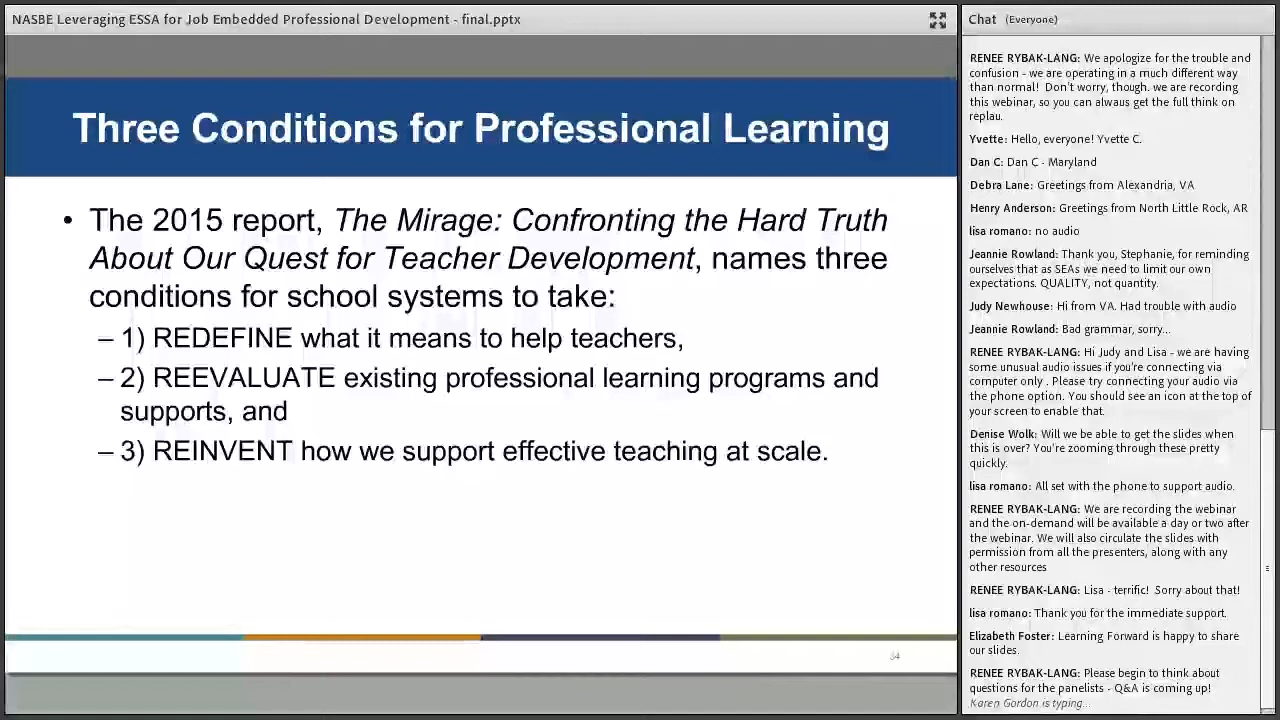 NASBE Leveraging ESSA for Job Embedded Professional Development - final.pptx
Three Conditions for Professional Learning
• The 2015 report, The Mirage: Confronting the Hard Truth
About Our Quest for Teacher Development, names three
conditions for school systems to take:
– 1) REDEFINE what it means to help teachers,
– 2) REEVALUATE existing professional learning programs and
supports, and
– 3) REINVENT how we support effective teaching at scale.
34
Chat (Everyone)
RENEE RYBAK-LANG: We apologize for the trouble and
confusion - we are operating in a much different way
than normal! Don't worry, though. we are recording
this webinar, so you can always get the full think on
replau.
Yvette: Hello, everyone! Yvette C.
Dan C: Dan C - Maryland
Debra Lane: Greetings from Alexandria, VA
Henry Anderson: Greetings from North Little Rock, AR
lisa romano: no audio
Jeannie Rowland: Thank you, Stephanie, for reminding
ourselves that as SEAs we need to limit our own
expectations. QUALITY, not quantity.
Judy Newhouse: Hi from VA. Had trouble with audio
Jeannie Rowland: Bad grammar, sorry...
RENEE RYBAK-LANG: Hi Judy and Lisa - we are having
some unusual audio issues if you're connecting via
computer only . Please try connecting your audio via
the phone option. You should see an icon at the top of
your screen to enable that.
Denise Wolk: Will we be able to get the slides when
this is over? You're zooming through these pretty
quickly.
lisa romano: All set with the phone to support audio.
RENEE RYBAK-LANG: We are recording the webinar
and the on-demand will be available a day or two after
the webinar. We will also circulate the slides with
permission from all the presenters, along with any
other resources
RENEE RYBAK-LANG: Lisa - terrific! Sorry about that!
lisa romano: Thank you for the immediate support.
Elizabeth Foster: Learning Forward is happy to share
our slides.
RENEE RYBAK-LANG: Please begin to think about
questions for the panelists - Q&A is coming up!
Karen Gordon is typing...